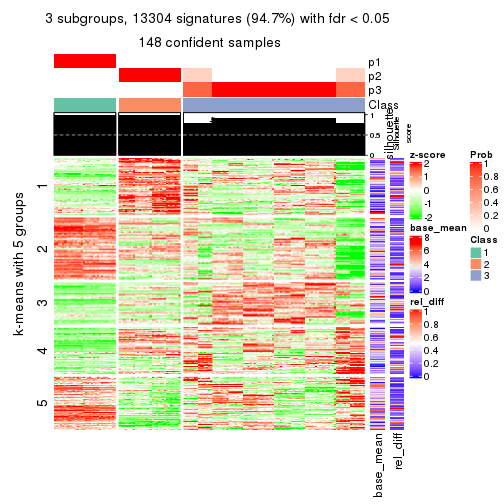 3 subgroups, 13304 signatures (94.7%) with fdr < 0.05
148 confident samples
p1
p2
p3
Class
1
0.5
0
silhouette
Silhouette
score
k-means with 5 groups
1
2
3
4
5
z-score
2
1
0
-1
-2
base_mean
8
6
4
2
0
rel_diff
1
0.8
0.6
0.4
0.2
0
Prob
1
0.8
0.6
0.4
0.2
0
Class
1
2
3
base_mean
rel_diff